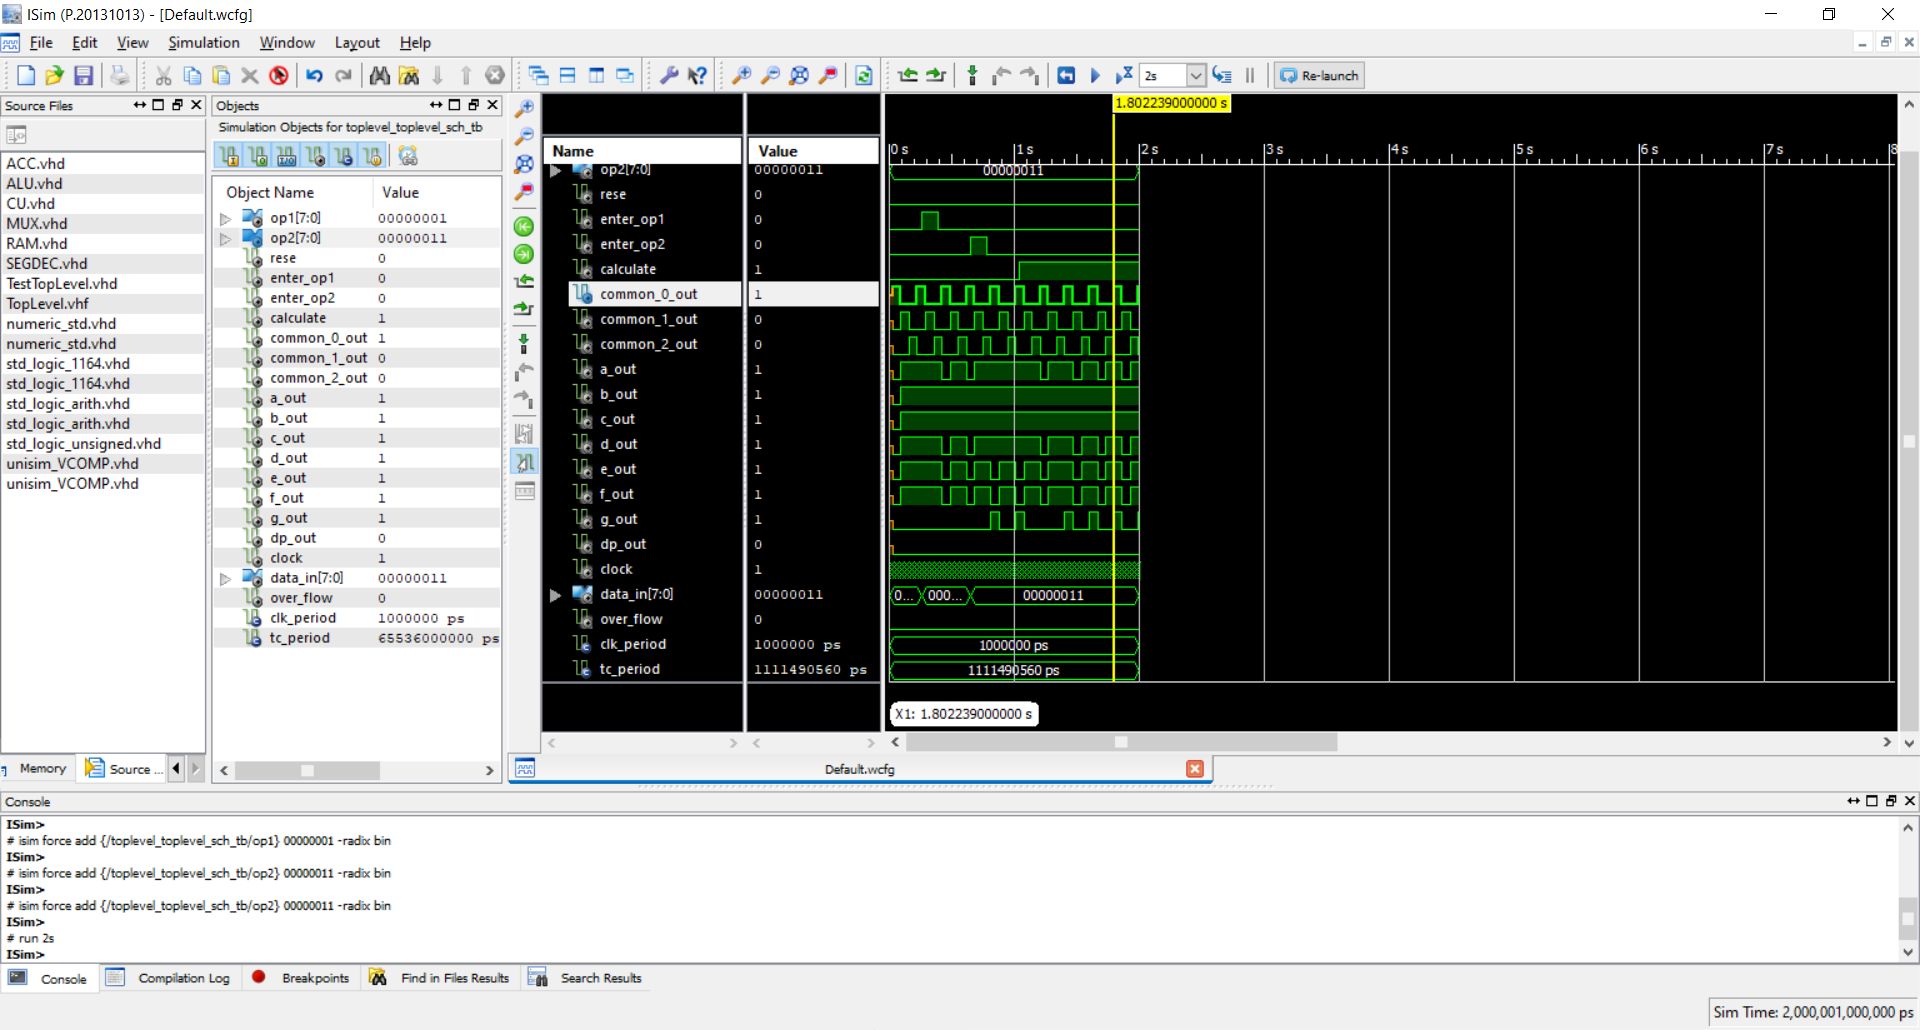 ISim (P.20131013) - [Default.wcfg]
File Edit View Simulation Window Layout Help
2s
Re-launch
Source Files
ACC.vhd
ALU.vhd
CU.vhd
MUX.vhd
RAM.vhd
SEGDEC.vhd
TestTopLevel.vhd
TopLevel.vhf
numeric_std.vhd
numeric_std.vhd
std_logic_1164.vhd
std_logic_1164.vhd
std_logic_arith.vhd
std_logic_arith.vhd
std_logic_unsigned.vhd
unisim_VCOMP.vhd
unisim_VCOMP.vhd
Memory Source ...
Objects
Simulation Objects for toplevel_toplevel_sch_tb
Object Name Value
op1[7:0] 00000001
op2[7:0] 00000011
rese 0
enter_op1 0
enter_op2 0
calculate 1
common_0_out 1
common_1_out 0
common_2_out 0
a_out 1
b_out 1
c_out 1
d_out 1
e_out 1
f_out 1
g_out 1
dp_out 0
clock 1
data_in[7:0] 00000011
over_flow 0
clk_period 1000000 ps
tc_period 65536000000 ps
Name Value
op2[7:0] 00000011
rese 0
enter_op1 0
enter_op2 0
calculate 1
common_0_out 1
common_1_out 0
common_2_out 0
a_out 1
b_out 1
c_out 1
d_out 1
e_out 1
f_out 1
g_out 1
dp_out 0
clock 1
data_in[7:0] 00000011
over_flow 0
clk_period 1000000 ps
tc_period 1111490560 ps
1.802239000000 s
0 s 1 s 2 s 3 s 4 s 5 s 6 s 7 s 8
00000011
0... 000... 00000011
1000000 ps
1111490560 ps
X1: 1.802239000000 s
Default.wcfg
Console
ISim>
# isim force add {/toplevel_toplevel_sch_tb/op1} 00000001 -radix bin
ISim>
# isim force add {/toplevel_toplevel_sch_tb/op2} 00000011 -radix bin
ISim>
# isim force add {/toplevel_toplevel_sch_tb/op2} 00000011 -radix bin
ISim>
# run 2s
ISim>
Console Compilation Log Breakpoints Find in Files Results Search Results
Sim Time: 2,000,001,000,000 ps